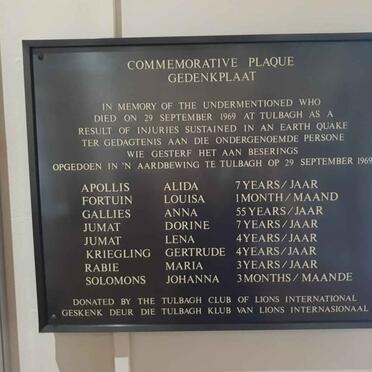 COMMEMORATIVE PLAQUE
GEDENKPLAAT
IN MEMORY OF THE UNDERMENTIONED WHO
DIED ON 29 SEPTEMBER 1969 AT TULBAGH AS A
RESULT OF INJURIES SUSTAINED IN AN EARTH QUAKE
TER GEDAGTENIS AAN DIE ONDERGENOEMDE PERSONE
WIE GESTERF HET AAN BESERINGS
OPGEDOEN IN 'N AARDBEWING TE TULBAGH OP 29 SEPTEMBER 1969
APOLLIS ALIDA 7 YEARS/JAAR
FORTUIN LOUISA 1 MONTH/MAAND
GALLIES ANNA 55 YEARS/JAAR
JUMAT DORINE 7 YEARS/JAAR
JUMAT LENA 4 YEARS/JAAR
KRIEGLING GERTRUDE 4 YEARS/JAAR
RABIE MARIA 3 YEARS/JAAR
SOLOMONS JOHANNA 3 MONTHS/MAANDE
DONATED BY THE TULBAGH CLUB OF LIONS INTERNATIONAL
GESKENK DEUR DIE TULBAGH KLUB VAN LIONS INTERNASIONAAL